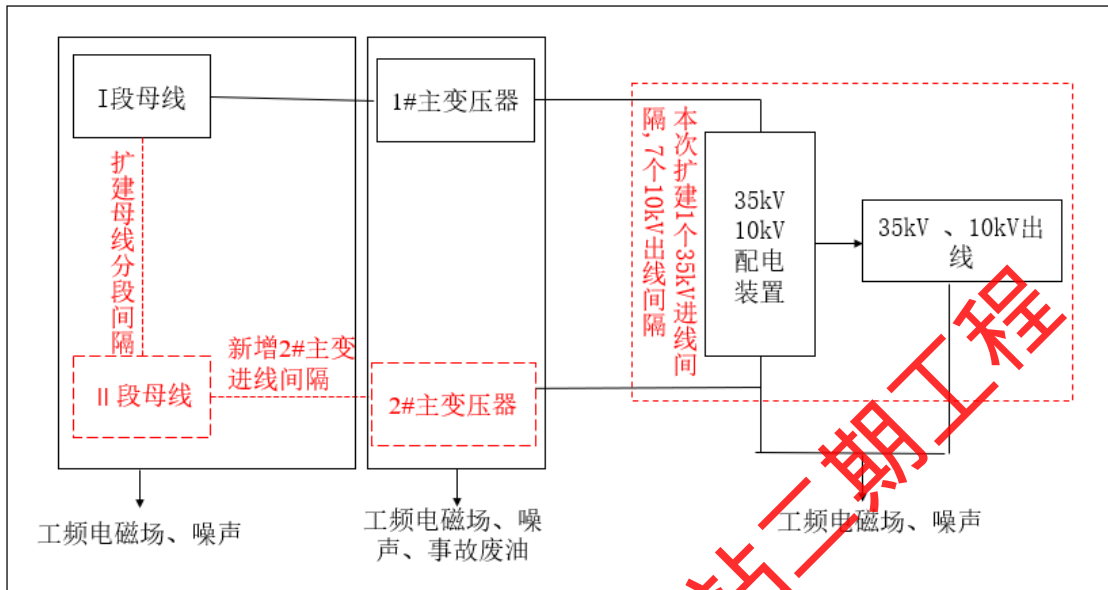 I段母线
1#主变压器
扩建母线分段间隔
本次扩建1个35kV进线间
隔,7个10kV出线间隔
35kV
10kV
配电
装置
35kV 、10kV出
线
新增2#主变
进线间隔
II段母线
2#主变压器
工频电磁场、噪声
工频电磁场、噪
声、事故废油
工频电磁场、噪声
站二期工程